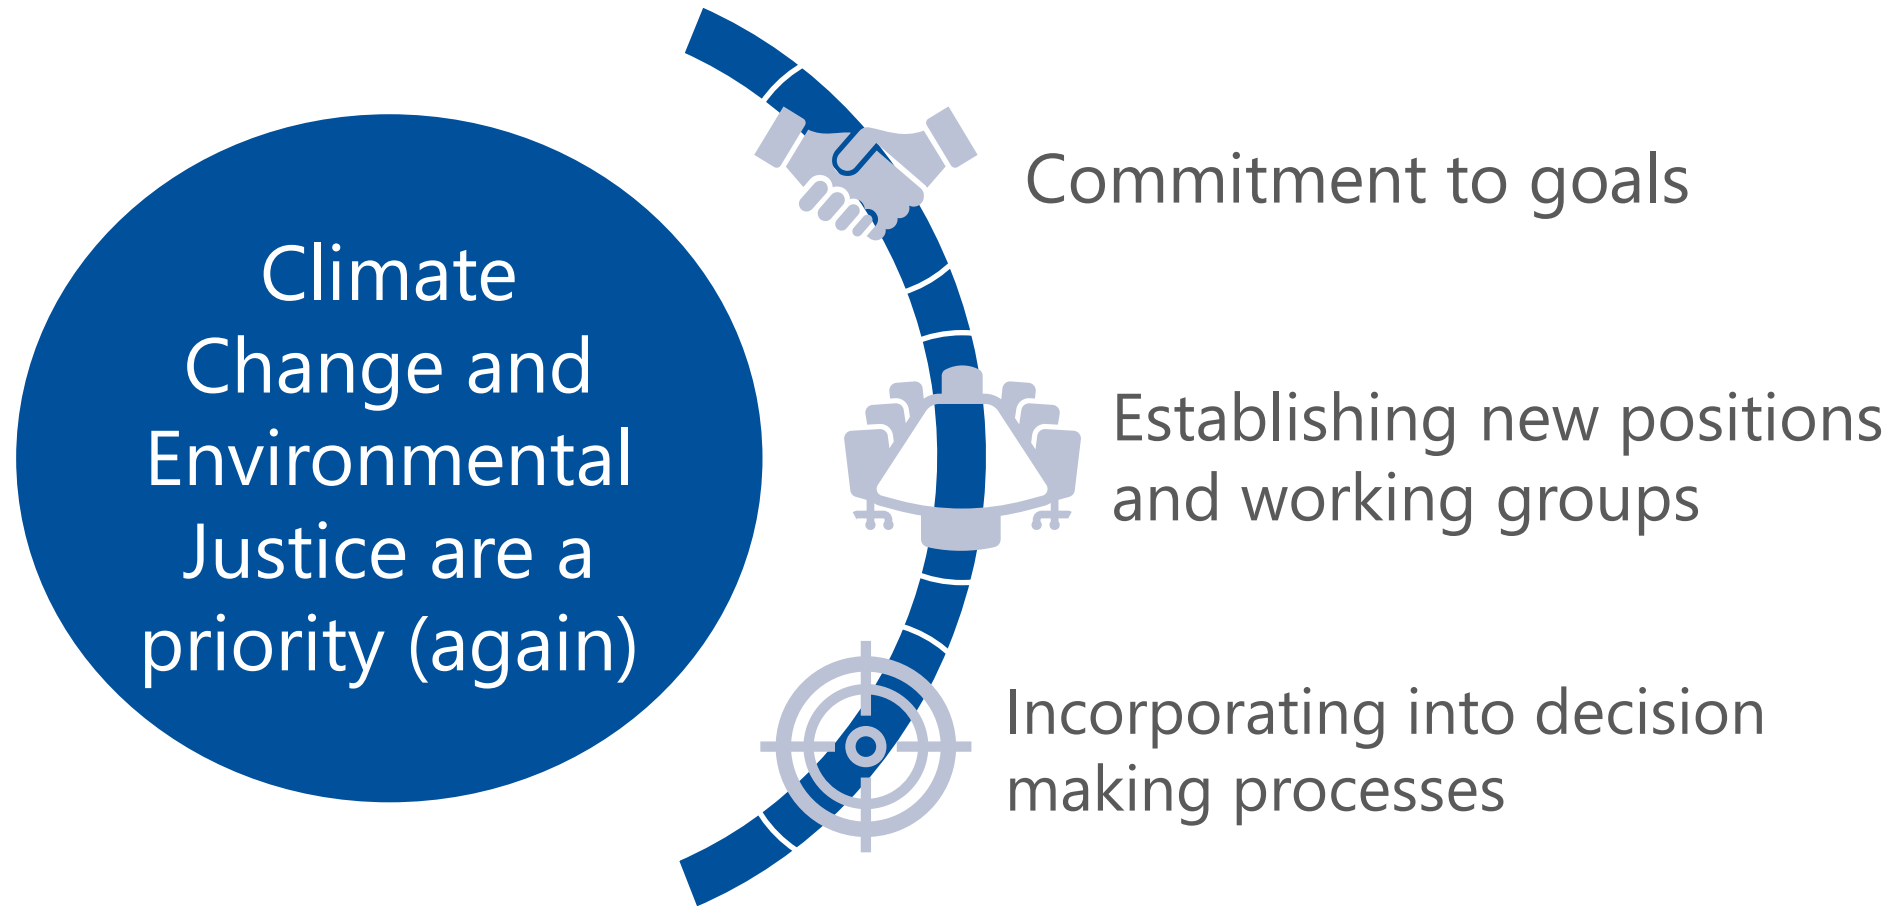 Climate
Change and
Environmental
Justice are a
priority (again)
Commitment to goals
Establishing new positions
and working groups
Incorporating into decision
making processes